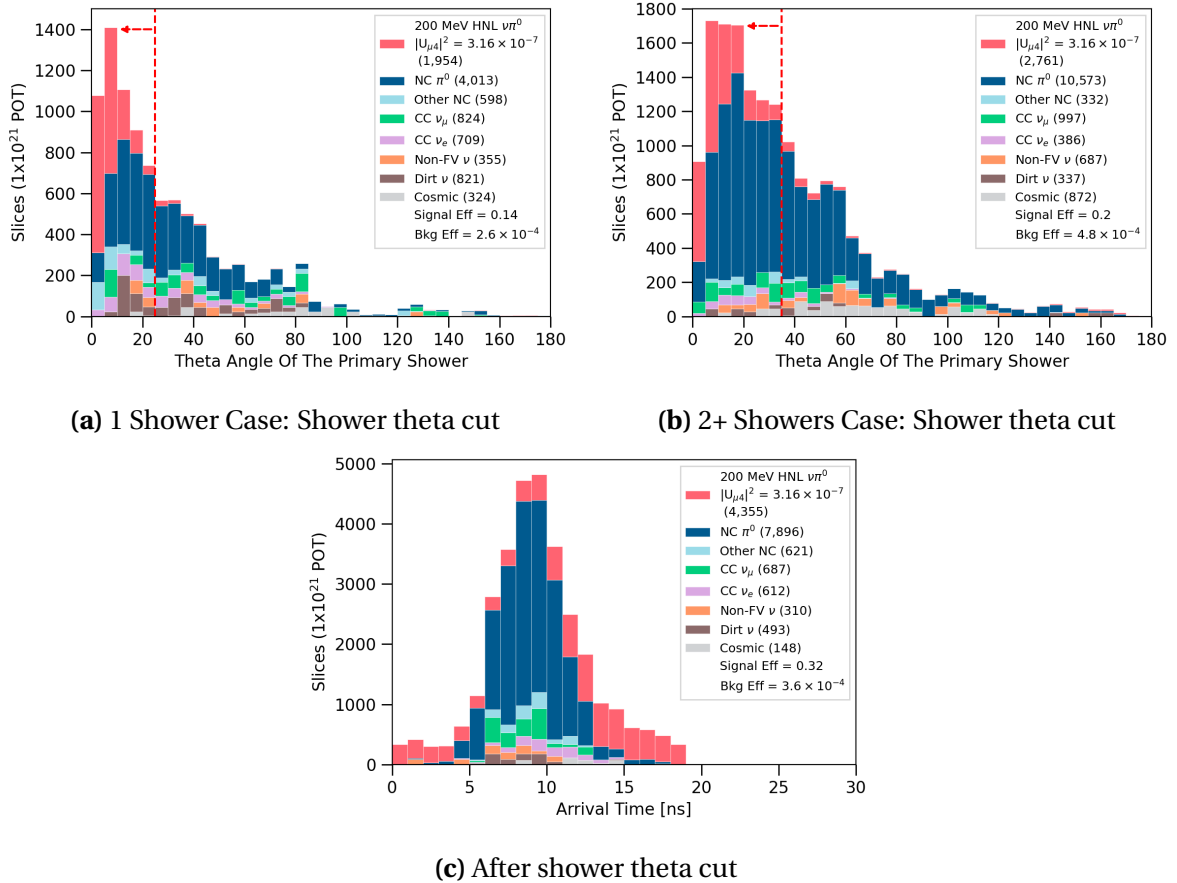 200 MeV HNL νπ⁰
|U_μ4|² = 3.16 × 10⁻⁷
(1,954)
NC π⁰ (4,013)
Other NC (598)
CC ν_μ (824)
CC ν_e (709)
Non-FV ν (355)
Dirt ν (821)
Cosmic (324)
Signal Eff = 0.14
Bkg Eff = 2.6 × 10⁻⁴
Slices (1x10²¹ POT)
1400
1200
1000
800
600
400
200
0
0 20 40 60 80 100 120 140 160 180
Theta Angle Of The Primary Shower
(a) 1 Shower Case: Shower theta cut
200 MeV HNL νπ⁰
|U_μ4|² = 3.16 × 10⁻⁷
(2,761)
NC π⁰ (10,573)
Other NC (332)
CC ν_μ (997)
CC ν_e (386)
Non-FV ν (687)
Dirt ν (337)
Cosmic (872)
Signal Eff = 0.2
Bkg Eff = 4.8 × 10⁻⁴
Slices (1x10²¹ POT)
1800
1600
1400
1200
1000
800
600
400
200
0
0 20 40 60 80 100 120 140 160 180
Theta Angle Of The Primary Shower
(b) 2+ Showers Case: Shower theta cut
200 MeV HNL νπ⁰
|U_μ4|² = 3.16 × 10⁻⁷
(4,355)
NC π⁰ (7,896)
Other NC (621)
CC ν_μ (687)
CC ν_e (612)
Non-FV ν (310)
Dirt ν (493)
Cosmic (148)
Signal Eff = 0.32
Bkg Eff = 3.6 × 10⁻⁴
Slices (1x10²¹ POT)
5000
4000
3000
2000
1000
0
0 5 10 15 20 25 30
Arrival Time [ns]
(c) After shower theta cut